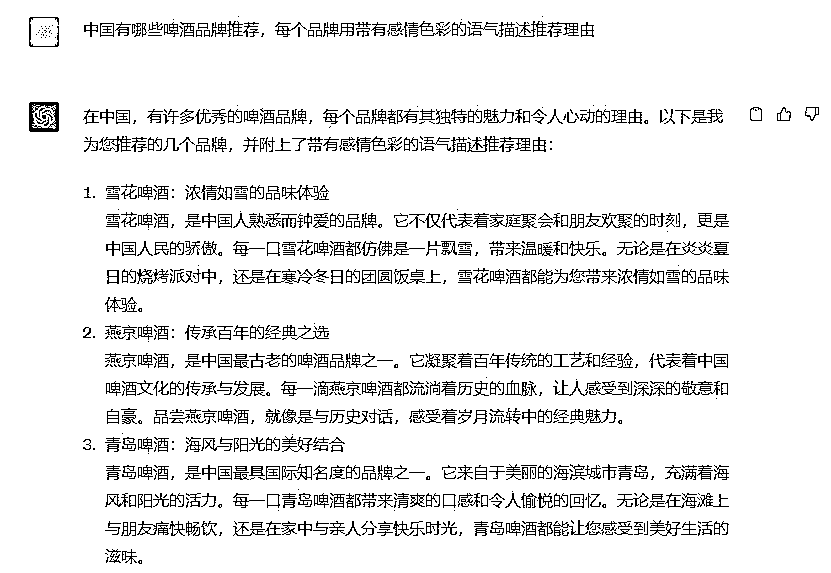 中国有哪些啤酒品牌推荐，每个品牌用带有感情色彩的语气描述推荐理由
在中国，有许多优秀的啤酒品牌，每个品牌都有其独特的魅力和令人心动的理由。以下是我
为您推荐的几个品牌，并附上了带有感情色彩的语气描述推荐理由：
1. 雪花啤酒：浓情如雪的品味体验
雪花啤酒，是中国人熟悉而钟爱的品牌。它不仅代表着家庭聚会和朋友欢聚的时刻，更是
中国人民的骄傲。每一口雪花啤酒都仿佛是一片飘雪，带来温暖和快乐。无论是在炎炎夏
日的烧烤派对中，还是在寒冷冬日的团圆饭桌上，雪花啤酒都能为您带来浓情如雪的品味
体验。
2. 燕京啤酒：传承百年的经典之选
燕京啤酒，是中国最古老的啤酒品牌之一。它凝聚着百年传统的工艺和经验，代表着中国
啤酒文化的传承与发展。每一滴燕京啤酒都流淌着历史的血脉，让人感受到深深的敬意和
自豪。品尝燕京啤酒，就像是与历史对话，感受着岁月流转中的经典魅力。
3. 青岛啤酒：海风与阳光的美好结合
青岛啤酒，是中国最具国际知名度的品牌之一。它来自于美丽的海滨城市青岛，充满着海
风和阳光的活力。每一口青岛啤酒都带来清爽的口感和令人愉悦的回忆。无论是在海滩上
与朋友痛快畅饮，还是在家中与亲人分享快乐时光，青岛啤酒都能让您感受到美好生活的
滋味。